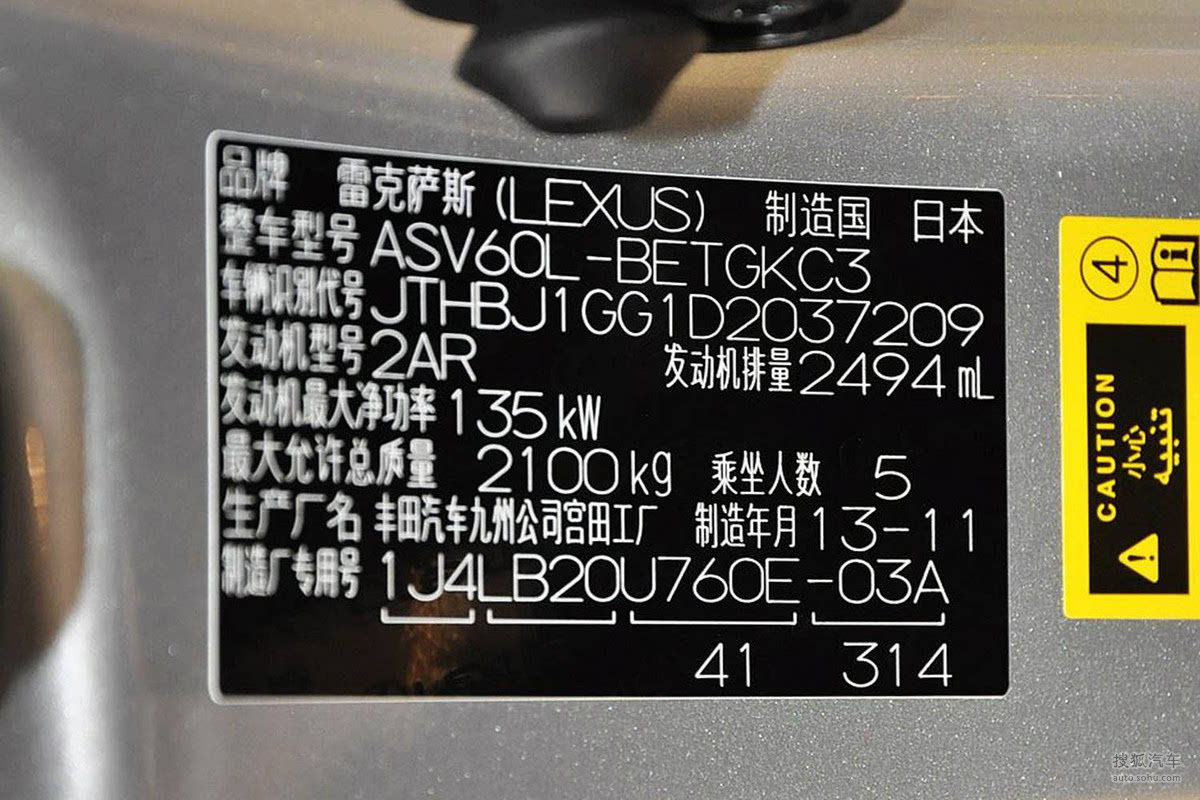 品牌 雷克萨斯 (LEXUS) 制造国 日本
整车型号 ASV60L-BETGKC3
车辆识别代号 JTHBJ1GG1D2037209
发动机型号 2AR 发动机排量 2494 mL
发动机最大净功率 135 kW
最大允许总质量 2100 kg 乘坐人数 5
生产厂名 丰田汽车九州公司宫田工厂 制造年月 13-11
制造厂专用号 1J4LB20U760E-03A
41 314
4
CAUTION
小心
تنبيه
搜狐汽车
auto.sohu.com